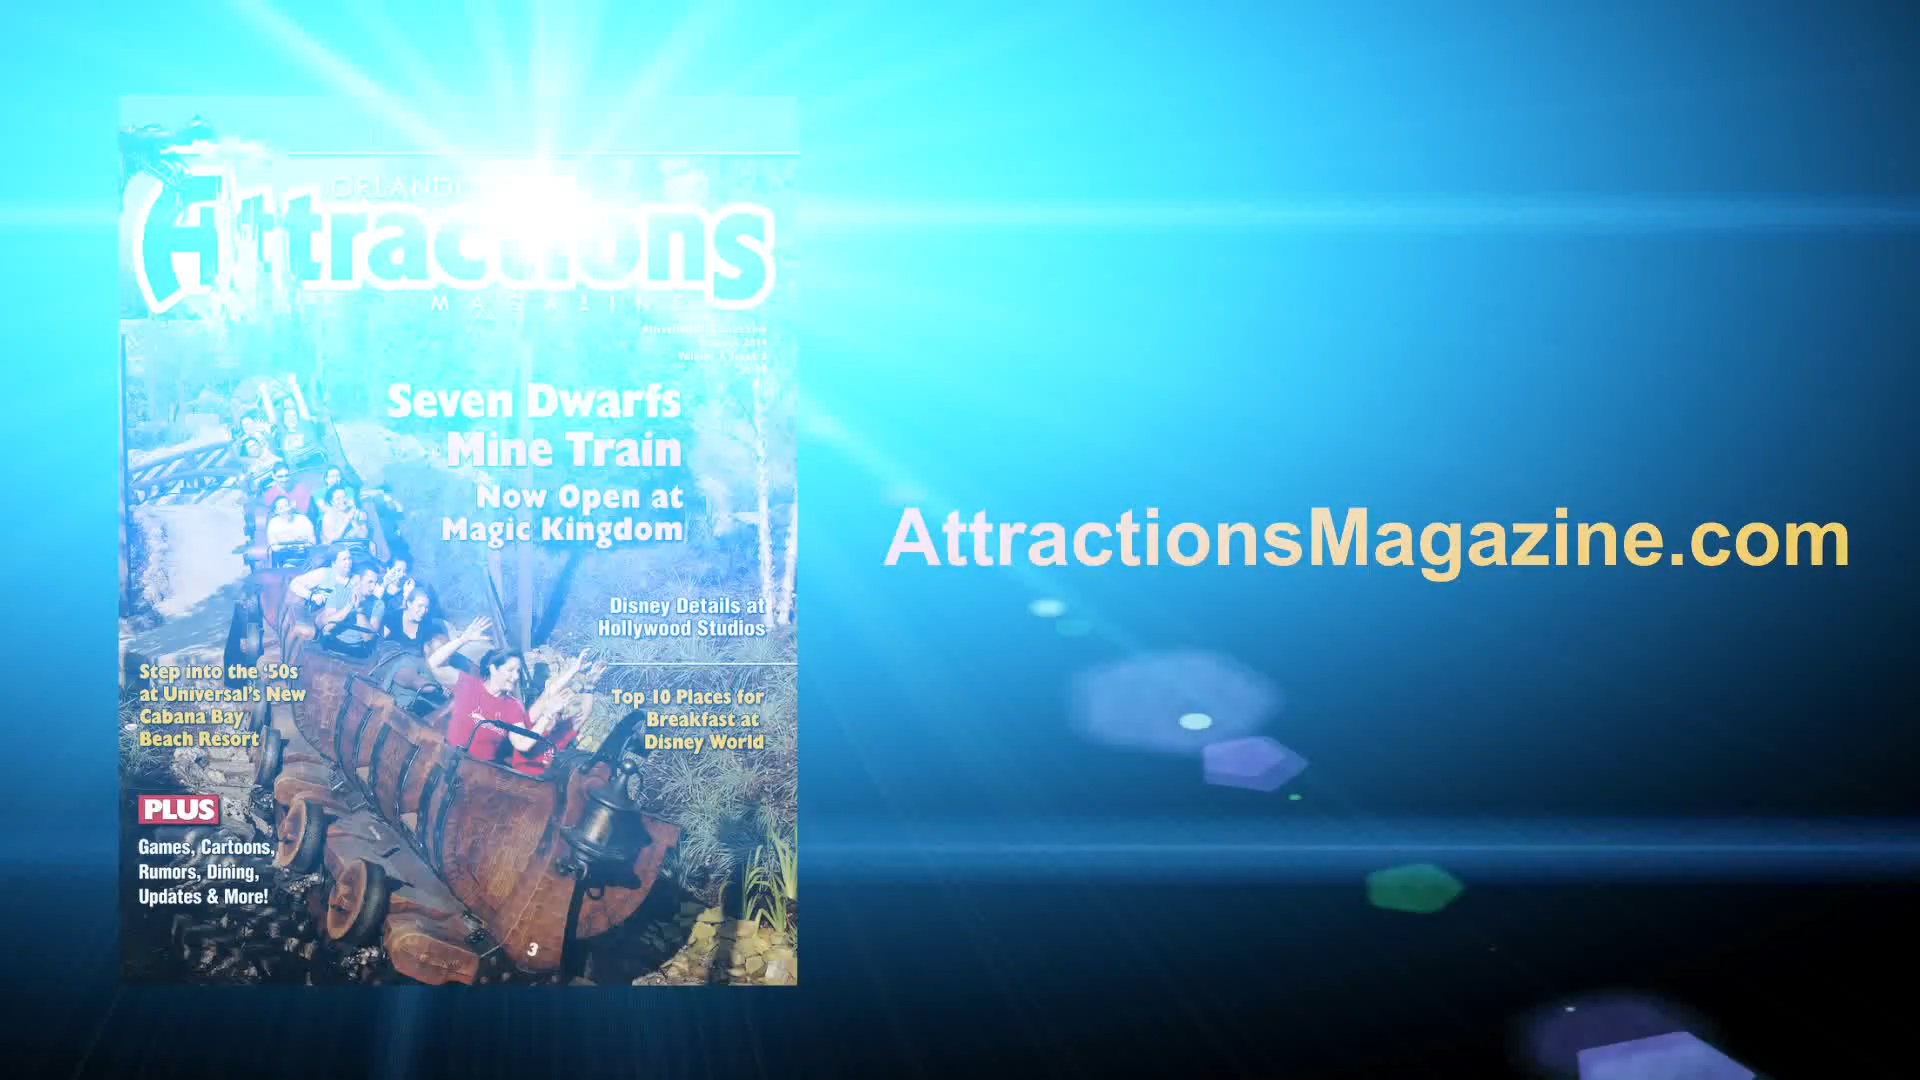 ORLANDO
Attractions
MAGAZINE
2014
Seven Dwarfs
Mine Train
Now Open at
Magic Kingdom
Disney Details at
Hollywood Studios
Step into the '50s
at Universal's New
Cabana Bay
Beach Resort
Top 10 Places for
Breakfast at
Disney World
PLUS
Games, Cartoons,
Rumors, Dining,
Updates & More!
3
AttractionsMagazine.com